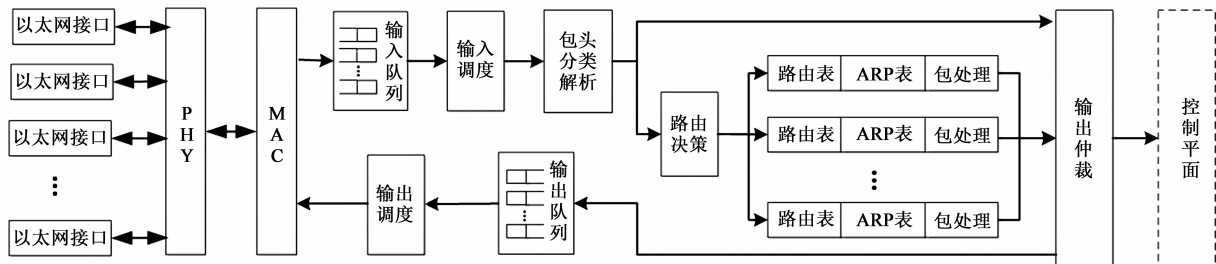 以太网接口
以太网接口
以太网接口
以太网接口
PHY
MAC
输入队列
输入
调度
包头
分类
解析
路由
决策
路由表 ARP表 包处理
路由表 ARP表 包处理
路由表 ARP表 包处理
输出仲裁
控制平面
输出队列
输出
调度